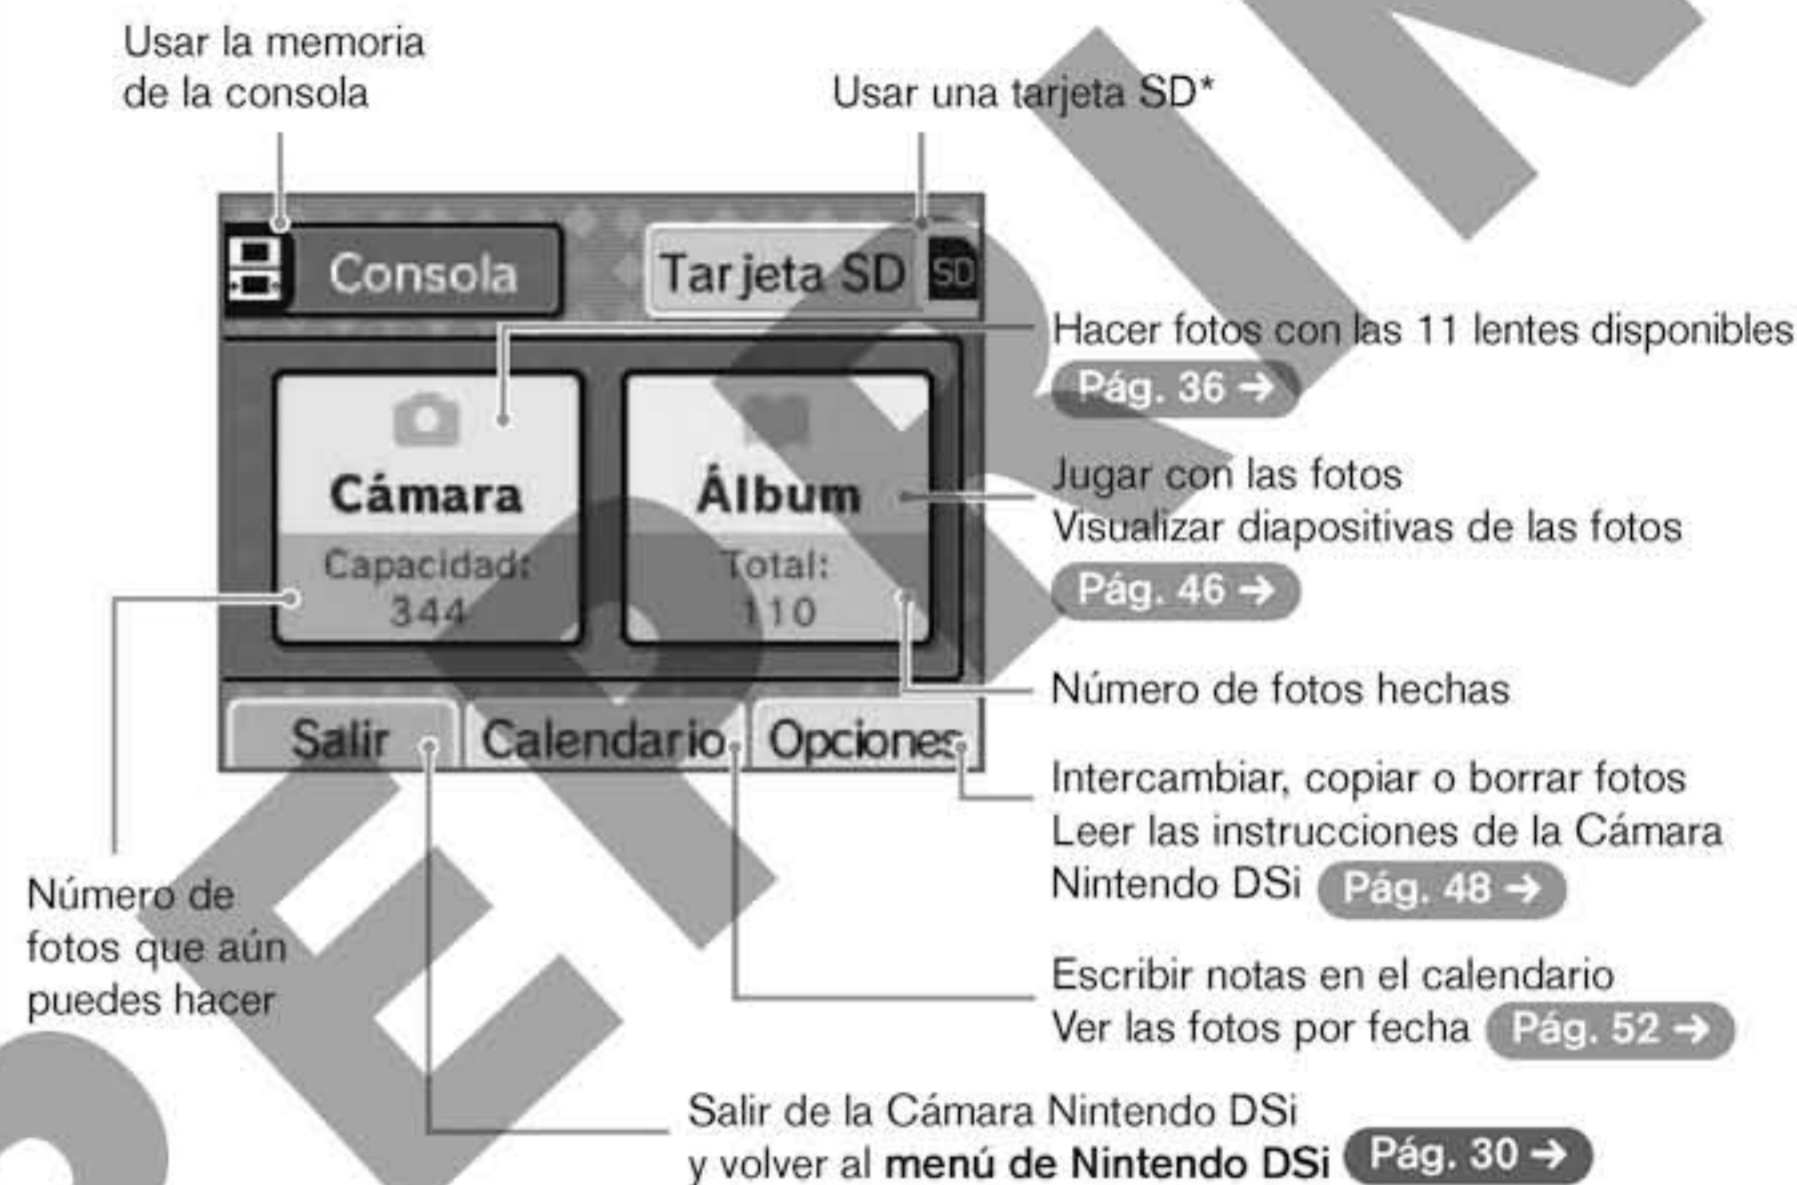 Usar la memoria
de la consola
Usar una tarjeta SD*
Consola
Tarjeta SD
SD
Hacer fotos con las 11 lentes disponibles
Pág. 36 →
Cámara
Capacidad:
344
Álbum
Total:
110
Jugar con las fotos
Visualizar diapositivas de las fotos
Pág. 46 →
Número de fotos hechas
Salir
Calendario
Opciones
Intercambiar, copiar o borrar fotos
Leer las instrucciones de la Cámara
Nintendo DSi Pág. 48 →
Número de
fotos que aún
puedes hacer
Escribir notas en el calendario
Ver las fotos por fecha Pág. 52 →
Salir de la Cámara Nintendo DSi
y volver al menú de Nintendo DSi Pág. 30 →